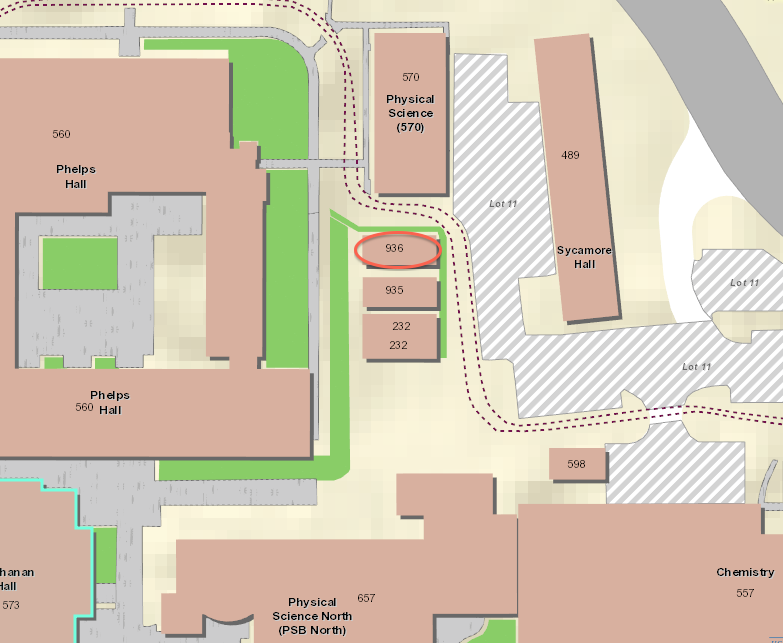 570
Physical
Science
(570)
560
Phelps
Hall
489
Lot 11
936
Sycamore
Hall
935
Lot 11
232
232
Lot 11
Phelps
560
Hall
598
hanan
Hall
573
Chemistry
557
Physical
Science North
(PSB North)
657